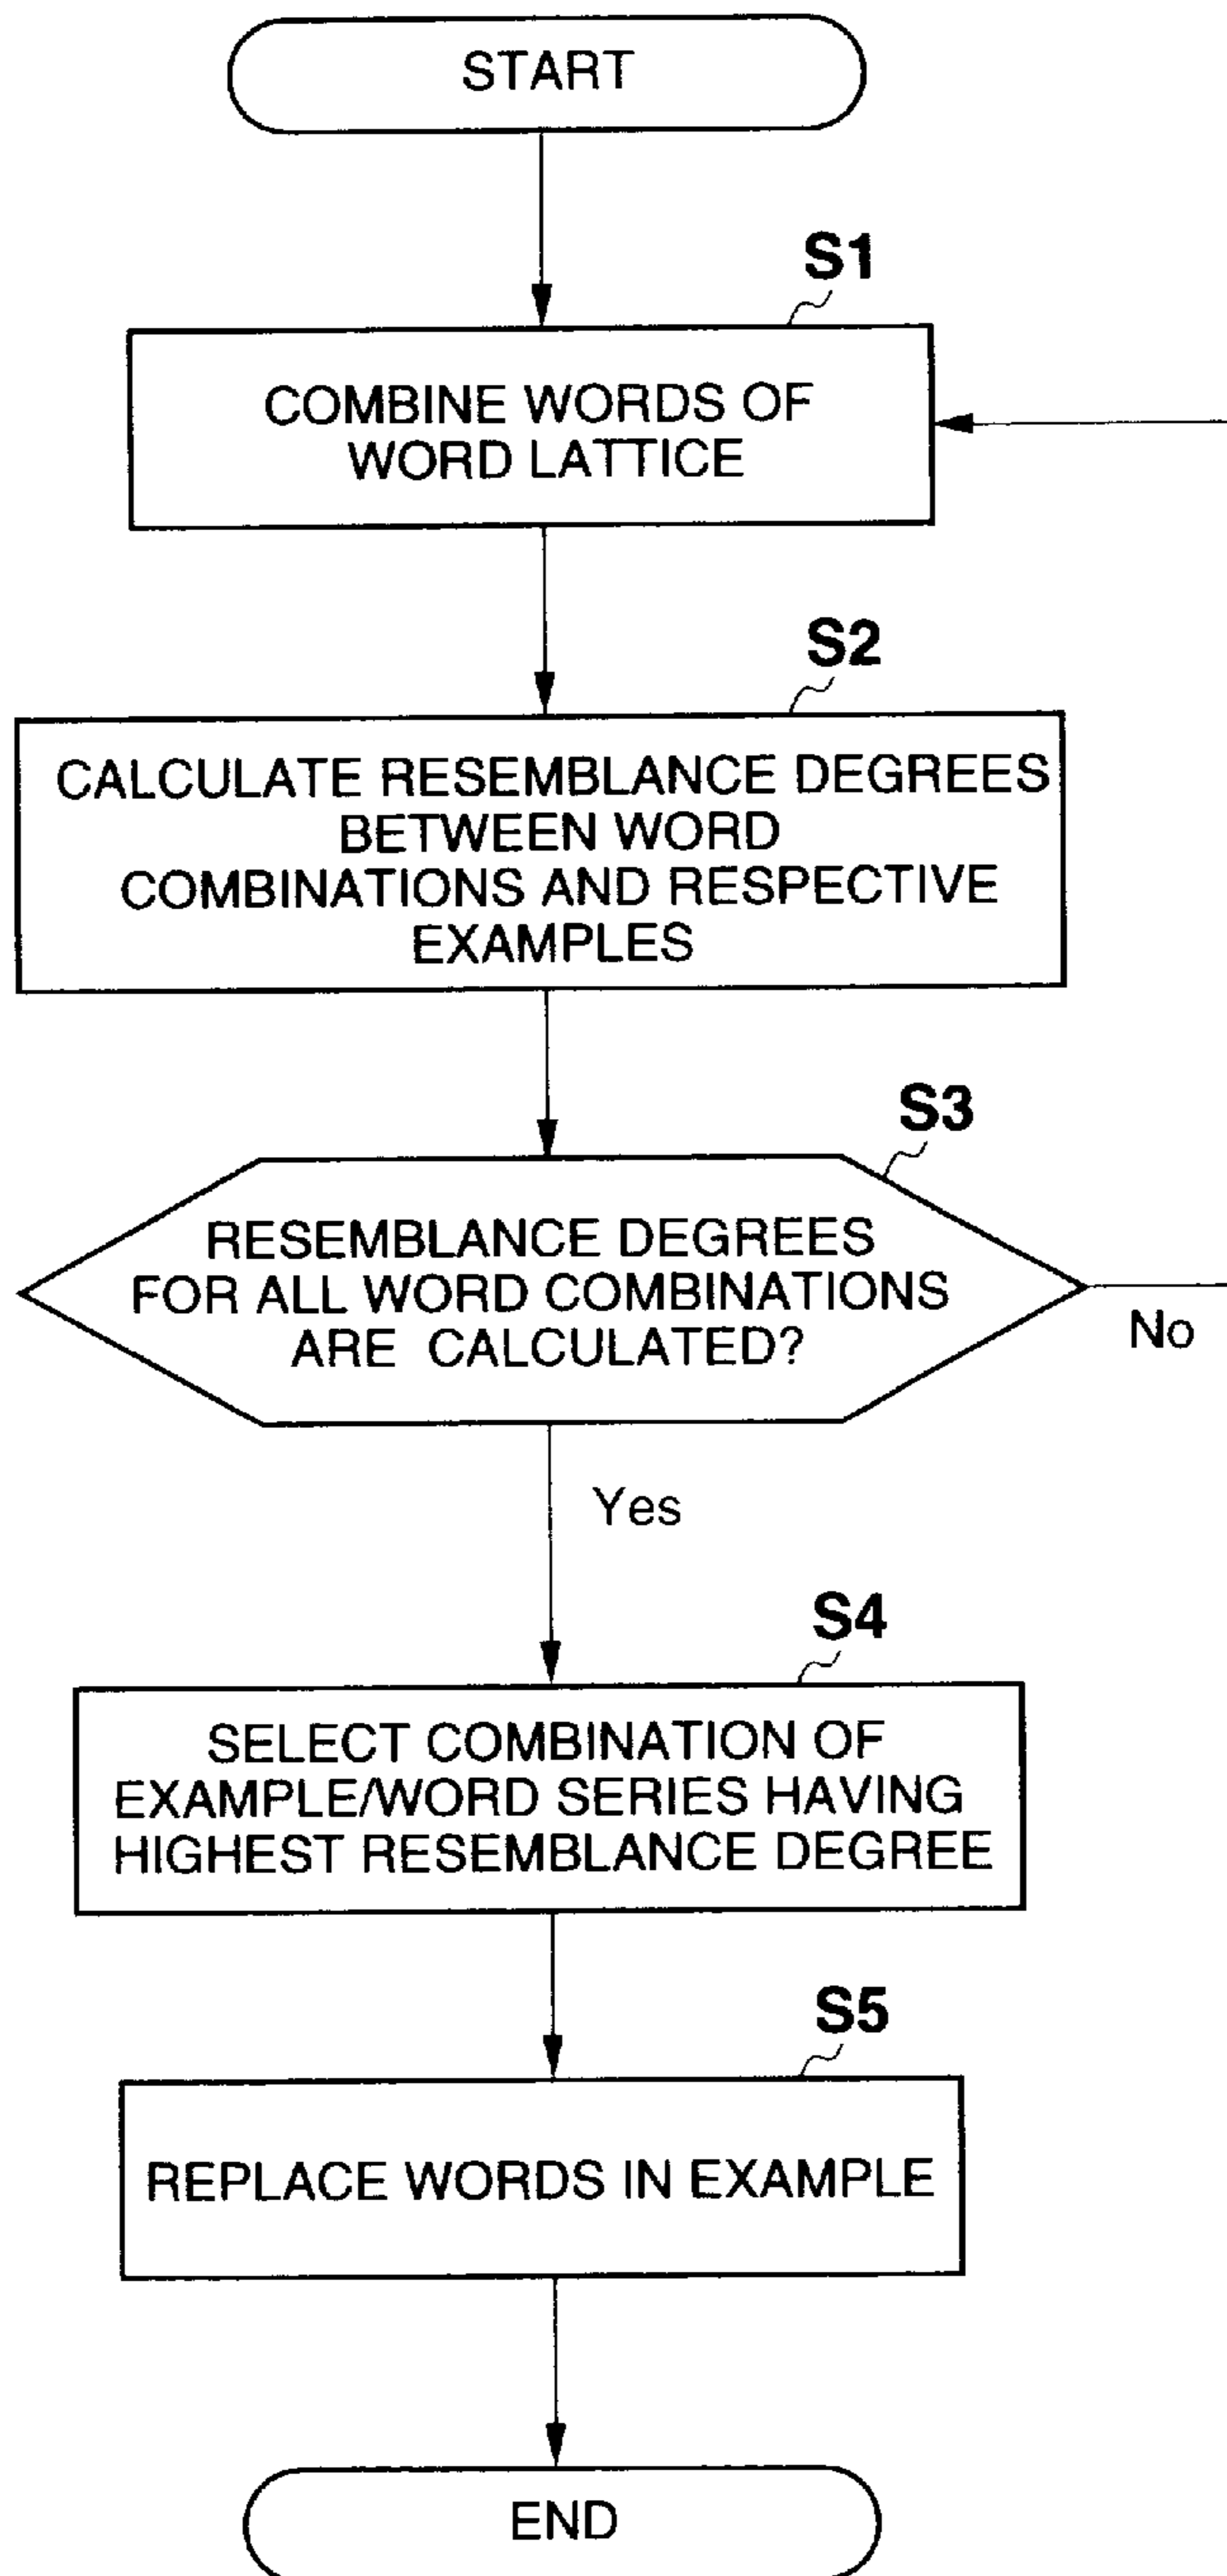 START
S1
COMBINE WORDS OF
WORD LATTICE
S2
CALCULATE RESEMBLANCE DEGREES
BETWEEN WORD
COMBINATIONS AND RESPECTIVE
EXAMPLES
S3
RESEMBLANCE DEGREES
FOR ALL WORD COMBINATIONS
ARE CALCULATED?
No
Yes
S4
SELECT COMBINATION OF
EXAMPLE/WORD SERIES HAVING
HIGHEST RESEMBLANCE DEGREE
S5
REPLACE WORDS IN EXAMPLE
END